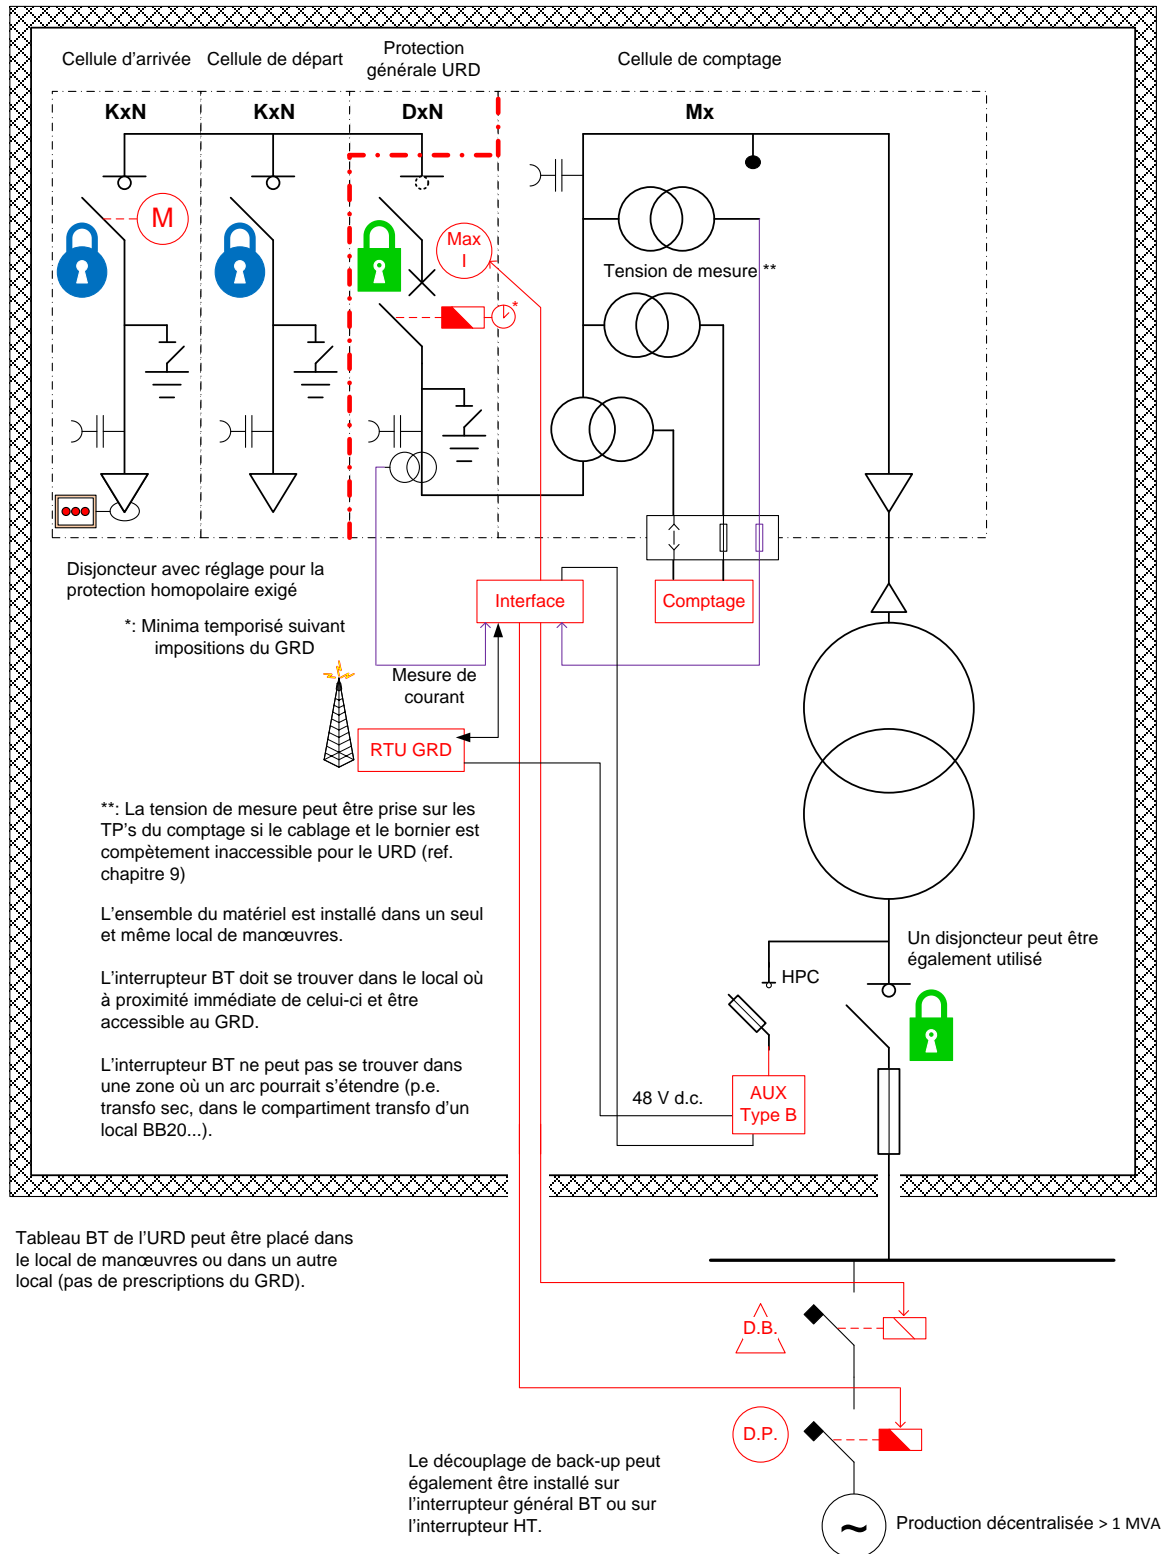 Cellule d'arrivée
Cellule de départ
Protection
générale URD
Cellule de comptage
KxN
KxN
DxN
Mx
M
Max
I
*
Tension de mesure **
Disjoncteur avec réglage pour la
protection homopolaire exigé
*: Minima temporisé suivant
impositions du GRD
Interface
Comptage
Mesure de
courant
RTU GRD
**: La tension de mesure peut être prise sur les
TP's du comptage si le cablage et le bornier est
compètement inaccessible pour le URD (ref.
chapitre 9)
L'ensemble du matériel est installé dans un seul
et même local de manœuvres.
L'interrupteur BT doit se trouver dans le local où
à proximité immédiate de celui-ci et être
accessible au GRD.
L'interrupteur BT ne peut pas se trouver dans
une zone où un arc pourrait s'étendre (p.e.
transfo sec, dans le compartiment transfo d'un
local BB20...).
Un disjoncteur peut être
également utilisé
HPC
48 V d.c.
AUX
Type B
Tableau BT de l'URD peut être placé dans
le local de manœuvres ou dans un autre
local (pas de prescriptions du GRD).
D.B.
D.P.
Le découplage de back-up peut
également être installé sur
l'interrupteur général BT ou sur
l'interrupteur HT.
~
Production décentralisée > 1 MVA